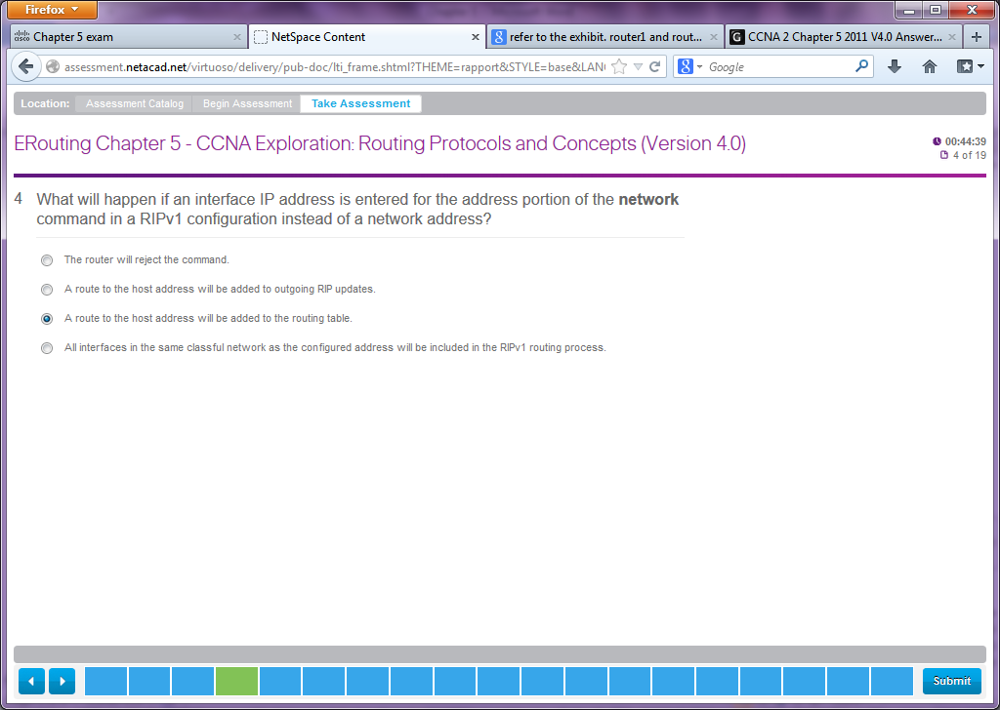 Firefox
cisco Chapter 5 exam
NetSpace Content
refer to the exhibit. router1 and rout...
G CCNA 2 Chapter 5 2011 V4.0 Answer...
assessment.netacad.net/virtuoso/delivery/pub-doc/lti_frame.shtml?THEME=rapport&STYLE=base&LAN
8 Google
Location: Assessment Catalog Begin Assessment Take Assessment
ERouting Chapter 5 - CCNA Exploration: Routing Protocols and Concepts (Version 4.0)
00:44:39
4 of 19
4 What will happen if an interface IP address is entered for the address portion of the network
command in a RIPv1 configuration instead of a network address?
The router will reject the command.
A route to the host address will be added to outgoing RIP updates.
A route to the host address will be added to the routing table.
All interfaces in the same classful network as the configured address will be included in the RIPv1 routing process.
Submit